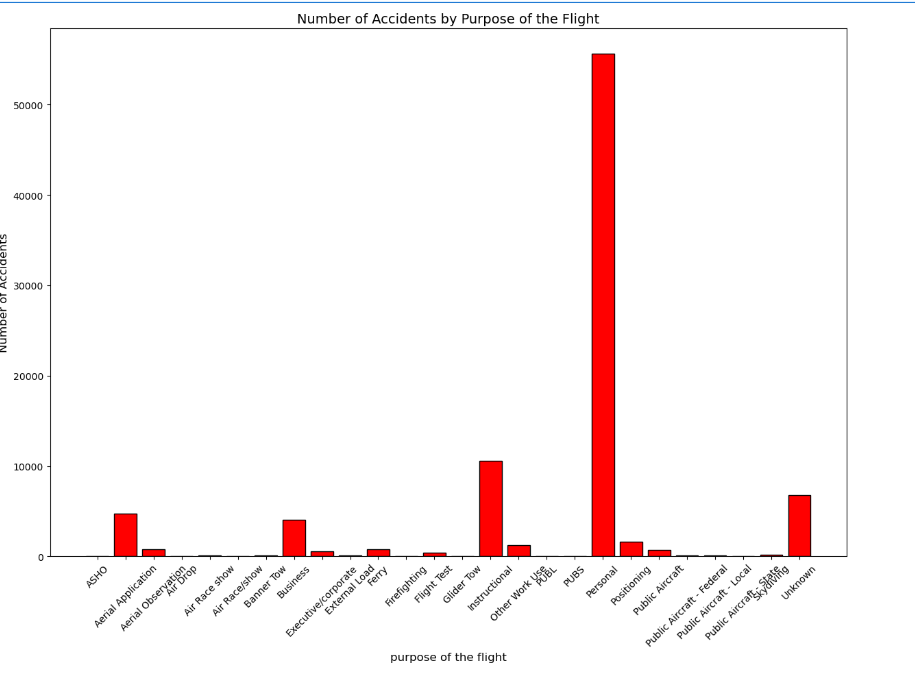 Number of Accidents by Purpose of the Flight
Number of Accidents
50000
40000
30000
20000
10000
0
ASHO
Aerial Application
Aerial Observation
Air Drop
Air Race show
Air Race/show
Banner Tow
Business
Executive/corporate
External Load
Ferry
Firefighting
Flight Test
Glider Tow
Instructional
Other Work Use
PUBL
PUBS
Personal
Positioning
Public Aircraft
Public Aircraft - Federal
Public Aircraft - Local
Public Aircraft - State
Skydiving
Unknown
purpose of the flight